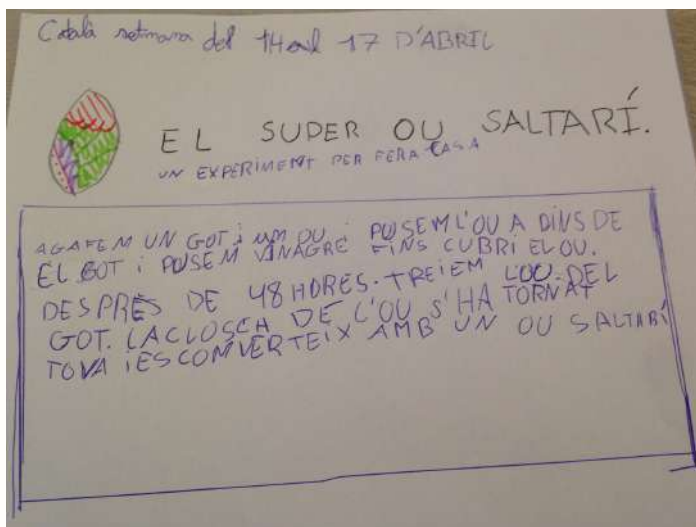 Català setmana del 14 al 17 D'ABRIL
EL SUPER OU SALTARÍ.
UN EXPERIMENT PER FER A CASA
AGAFEM UN GOT i UN OU i POSEM L'OU A DINS DE
EL GOT i POSEM VINAGRE FINS CUBRI EL OU.
DESPRÉS DE 48 HORES. TREIEM L'OU DEL
GOT. LA CLOSCA DE L'OU S'HA TORNAT
TOVA i ES CONVERTEIX AMB UN OU SALTARÍ